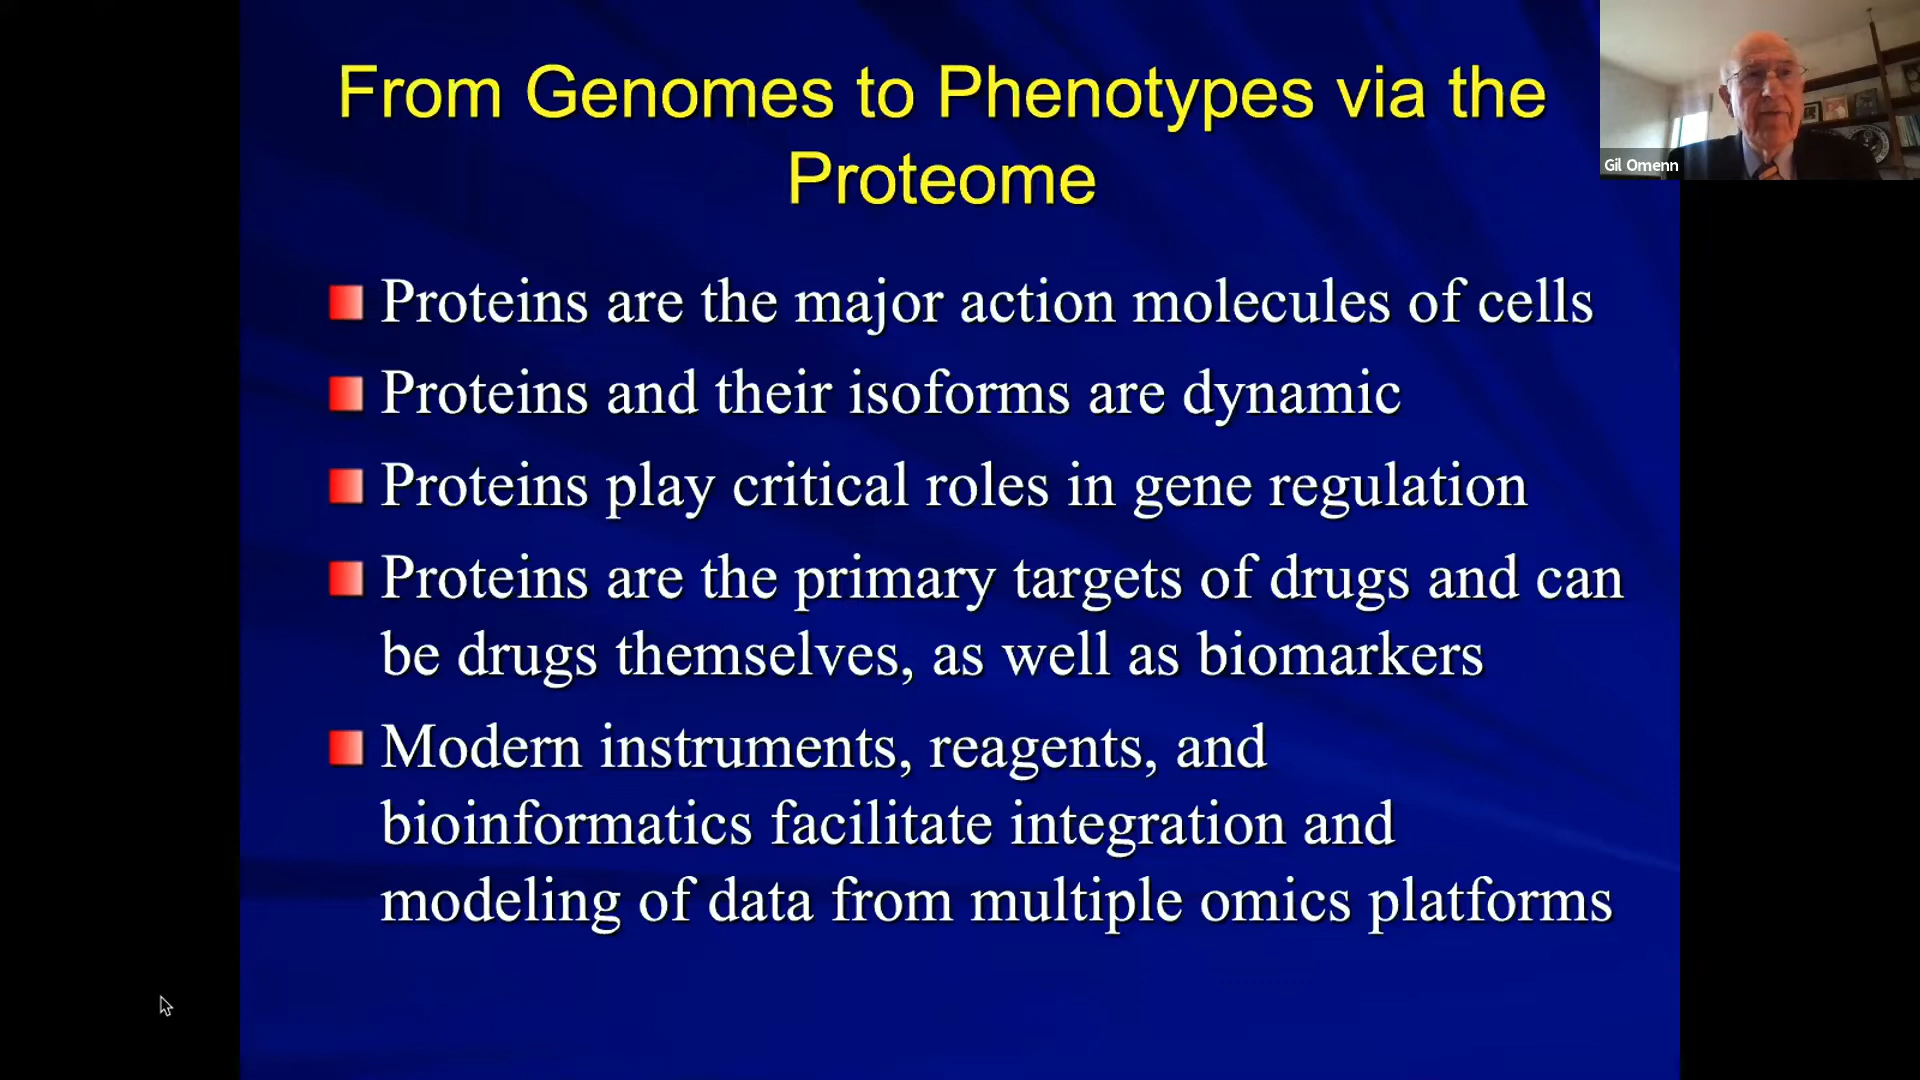 From Genomes to Phenotypes via the
Proteome
Proteins are the major action molecules of cells
Proteins and their isoforms are dynamic
Proteins play critical roles in gene regulation
Proteins are the primary targets of drugs and can
be drugs themselves, as well as biomarkers
Modern instruments, reagents, and
bioinformatics facilitate integration and
modeling of data from multiple omics platforms
Gil Omenn